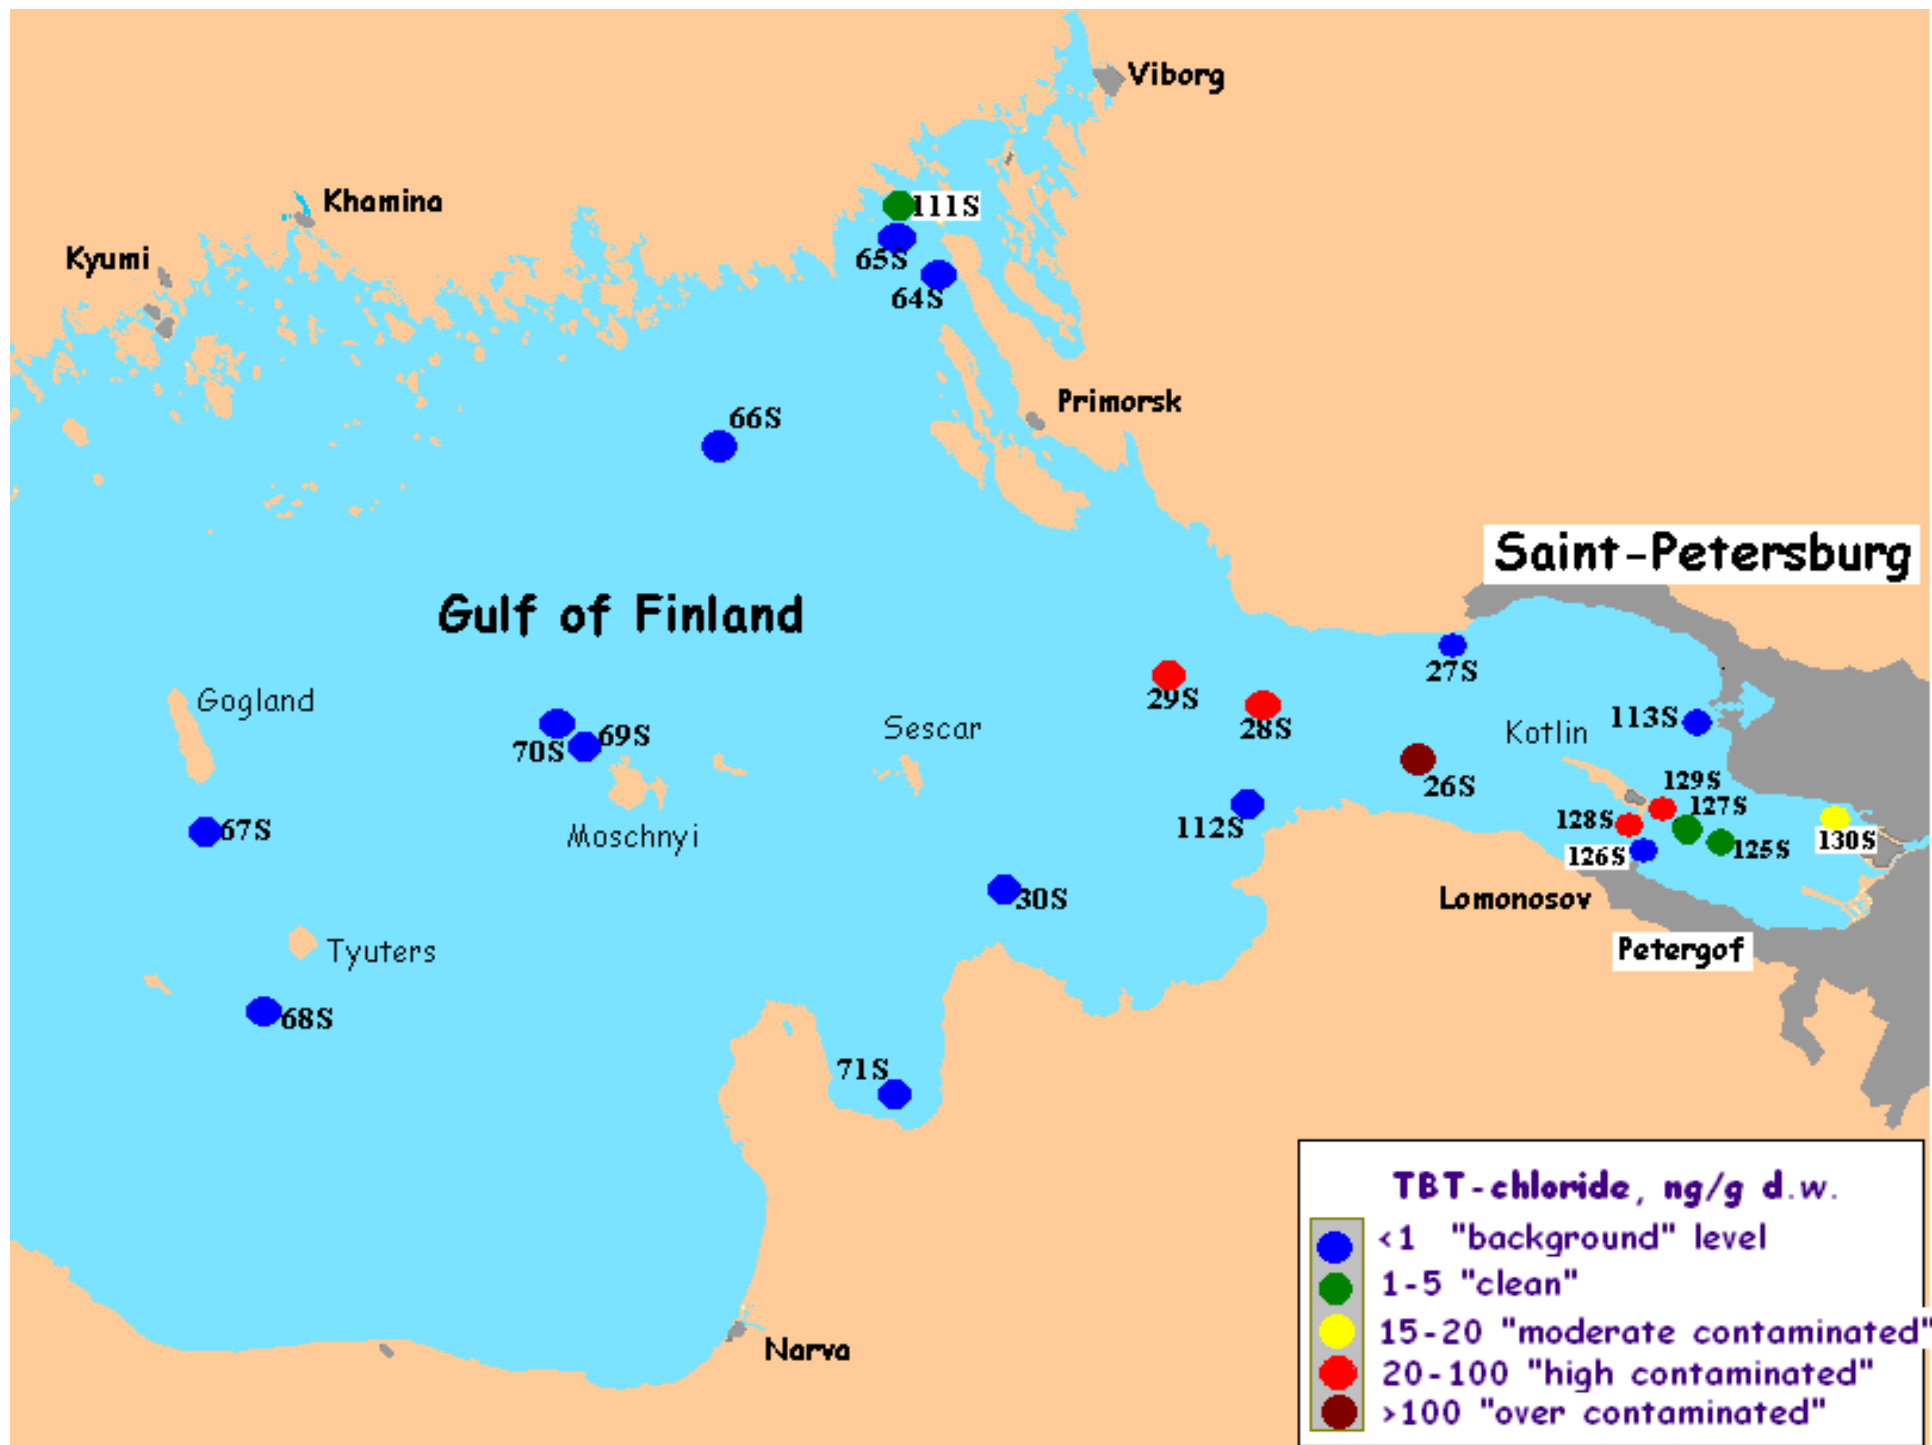 Viborg
Khamina
111S
Kyumi
65S
64S
Primorsk
66S
Saint-Petersburg
Gulf of Finland
27S
Gogland
29S
28S
113S
Sescar
Kotlin
70S
69S
26S
129S
127S
128S
67S
Moschnyi
112S
130S
126S
125S
30S
Lomonosov
Tyuters
Petergof
68S
71S
TBT-chloride, ng/g d.w.
<1 "background" level
1-5 "clean"
15-20 "moderate contaminated"
20-100 "high contaminated"
>100 "over contaminated"
Narva